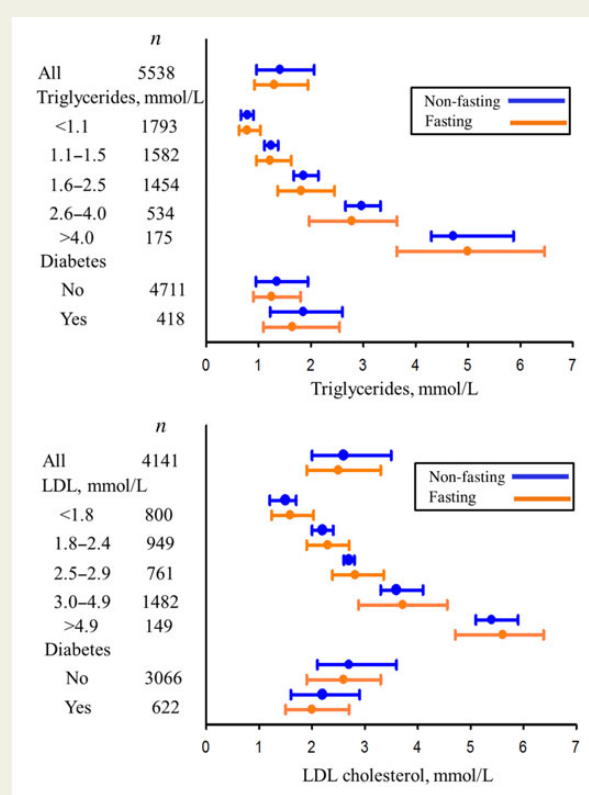 n
All 5538
Triglycerides, mmol/L
<1.1 1793
1.1–1.5 1582
1.6–2.5 1454
2.6–4.0 534
>4.0 175
Diabetes
No 4711
Yes 418
Non-fasting
Fasting
0 1 2 3 4 5 6 7
Triglycerides, mmol/L
n
All 4141
LDL, mmol/L
<1.8 800
1.8–2.4 949
2.5–2.9 761
3.0–4.9 1482
>4.9 149
Diabetes
No 3066
Yes 622
Non-fasting
Fasting
0 1 2 3 4 5 6 7
LDL cholesterol, mmol/L